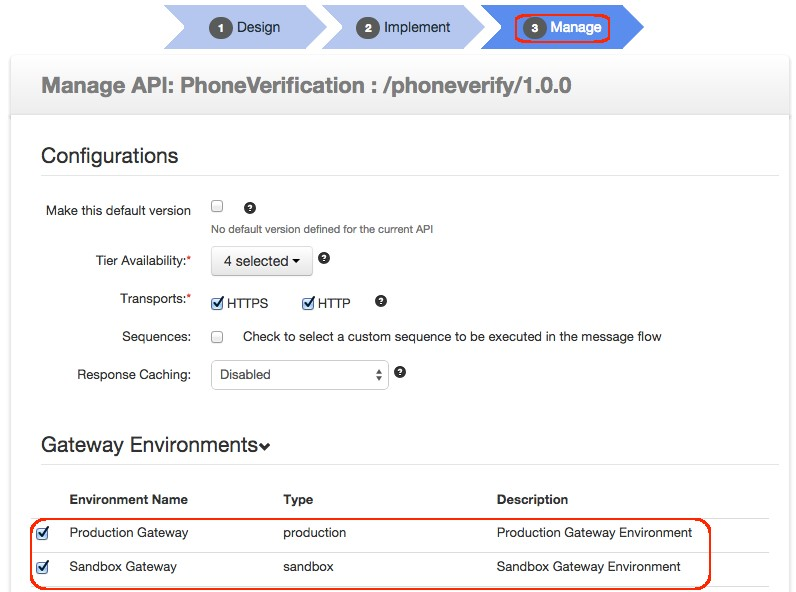 1 Design 2 Implement 3 Manage
Manage API: PhoneVerification : /phoneverify/1.0.0
Configurations
Make this default version ?
No default version defined for the current API
Tier Availability:* 4 selected ?
Transports:* HTTPS HTTP ?
Sequences: Check to select a custom sequence to be executed in the message flow
Response Caching: Disabled ?
Gateway Environments
Environment Name Type Description
Production Gateway production Production Gateway Environment
Sandbox Gateway sandbox Sandbox Gateway Environment